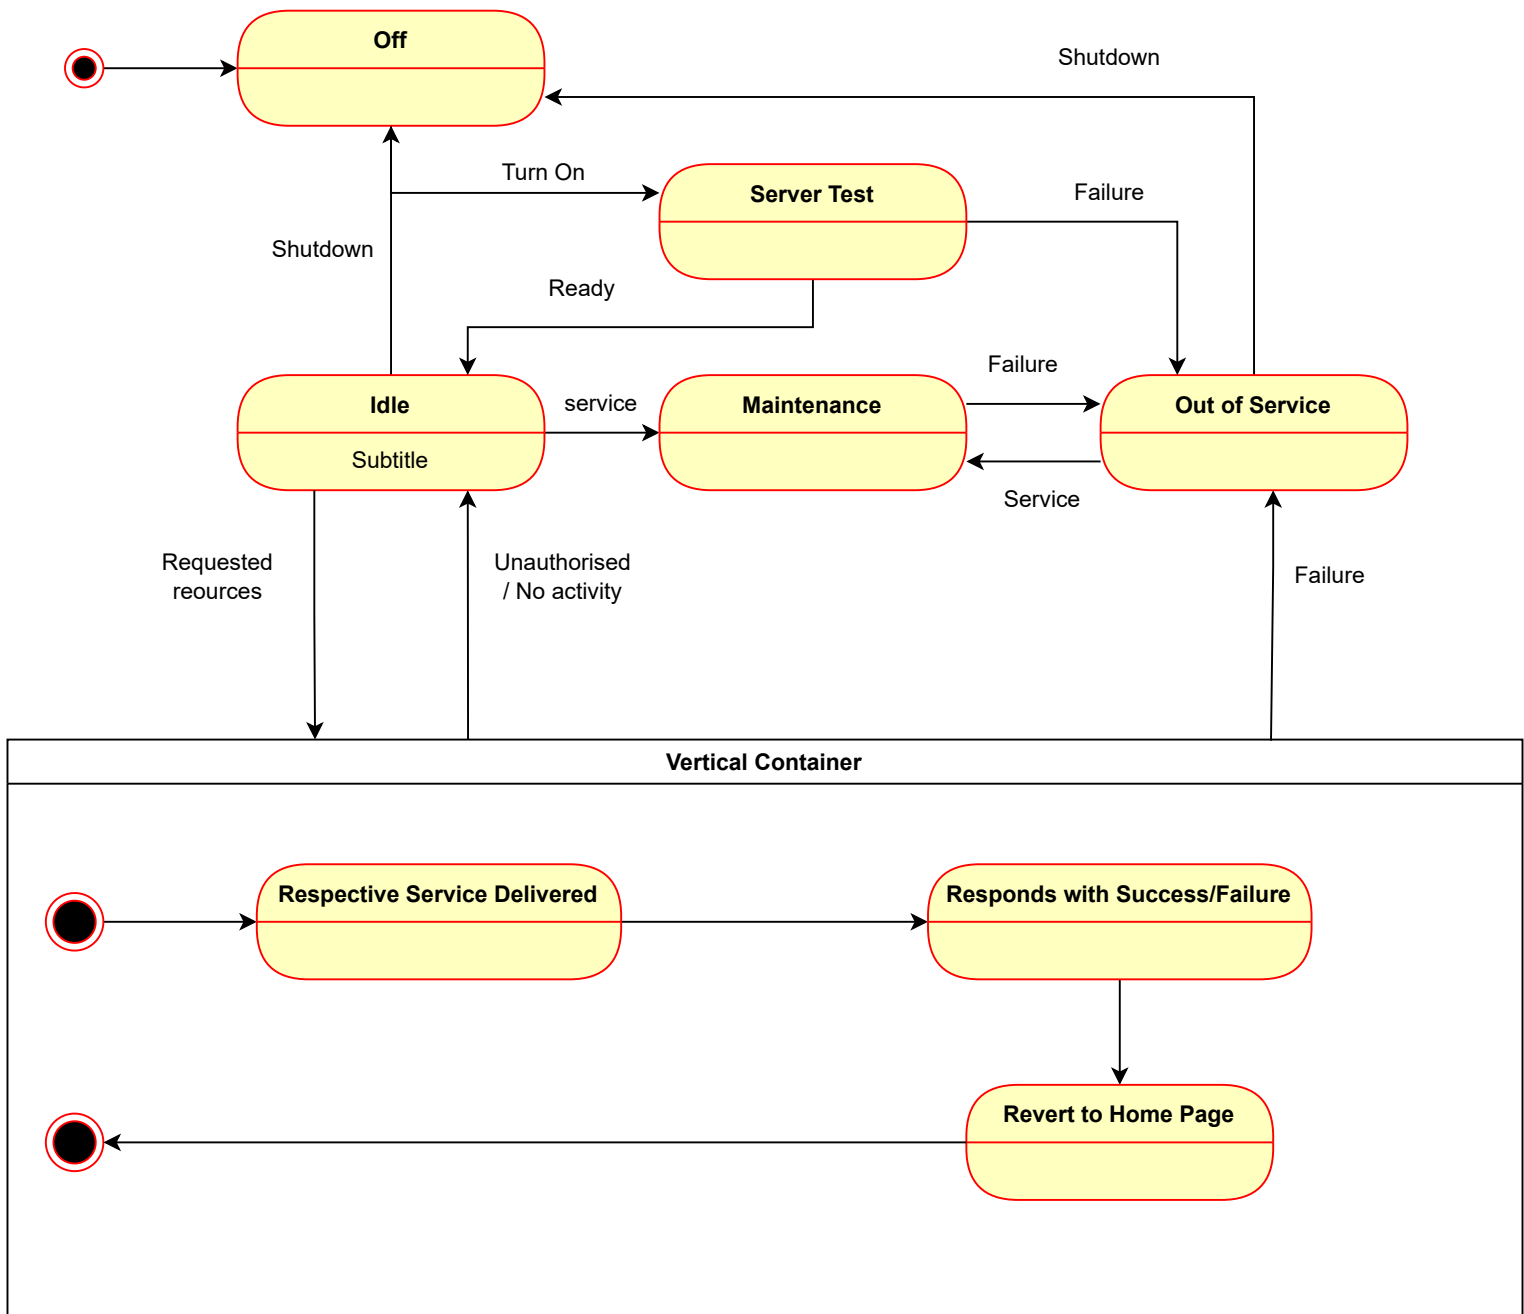 Off
Shutdown
Turn On
Server Test
Failure
Shutdown
Ready
Failure
Idle
service
Maintenance
Out of Service
Subtitle
Service
Requested
reources
Unauthorised
/ No activity
Failure
Vertical Container
Respective Service Delivered
Responds with Success/Failure
Revert to Home Page